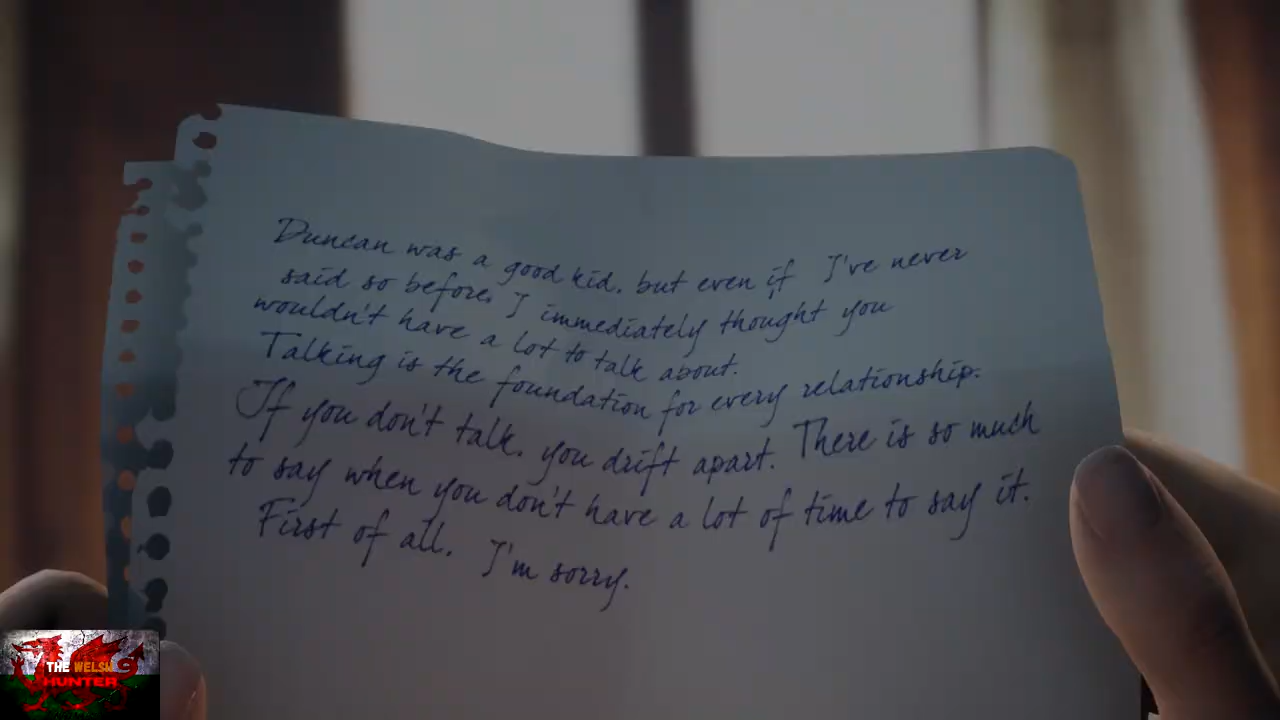 Duncan was a good kid. but even if I've never
said so before. I immediately thought you
wouldn't have a lot to talk about.
Talking is the foundation for every relationship.
If you don't talk. you drift apart. There is so much
to say when you don't have a lot of time to say it.
First of all. I'm sorry.
THE WELSH
HUNTER